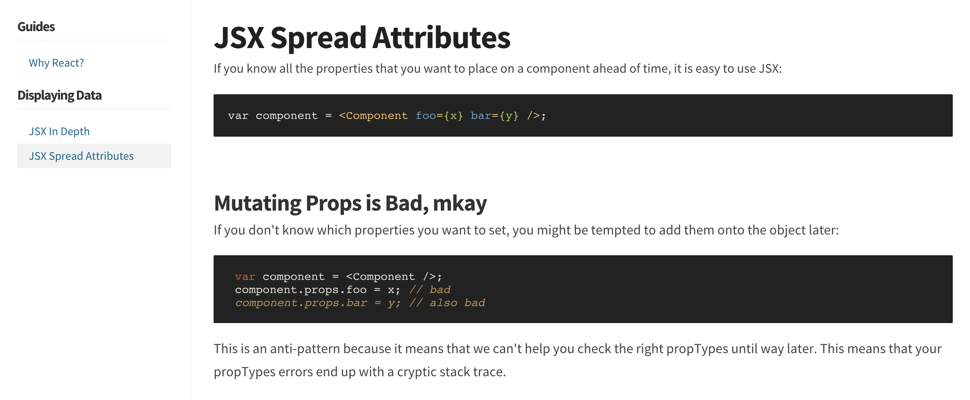 Guides
Why React?
Displaying Data
JSX In Depth
JSX Spread Attributes
JSX Spread Attributes
If you know all the properties that you want to place on a component ahead of time, it is easy to use JSX:
var component = <Component foo={x} bar={y} />;
Mutating Props is Bad, mkay
If you don't know which properties you want to set, you might be tempted to add them onto the object later:
var component = <Component />;
component.props.foo = x; // bad
component.props.bar = y; // also bad
This is an anti-pattern because it means that we can't help you check the right propTypes until way later. This means that your
propTypes errors end up with a cryptic stack trace.